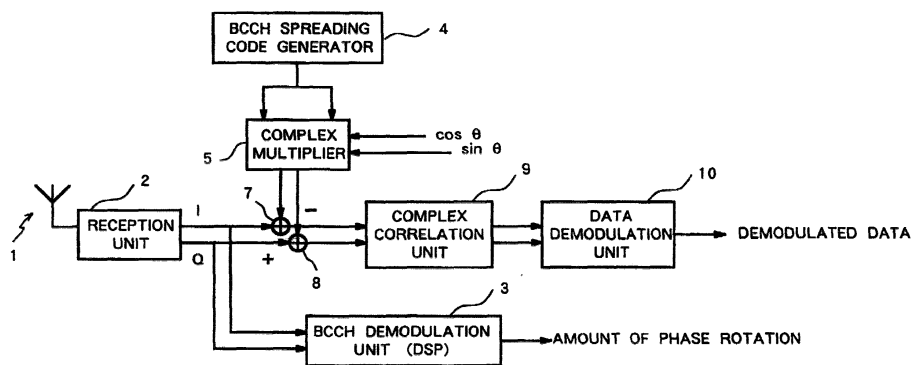 BCCH SPREADING
CODE GENERATOR
4
COMPLEX
MULTIPLIER
5
cos θ
sin θ
1
2
RECEPTION
UNIT
I
Q
7
−
+
8
9
COMPLEX
CORRELATION
UNIT
10
DATA
DEMODULATION
UNIT
DEMODULATED DATA
3
BCCH DEMODULATION
UNIT (DSP)
AMOUNT OF PHASE ROTATION